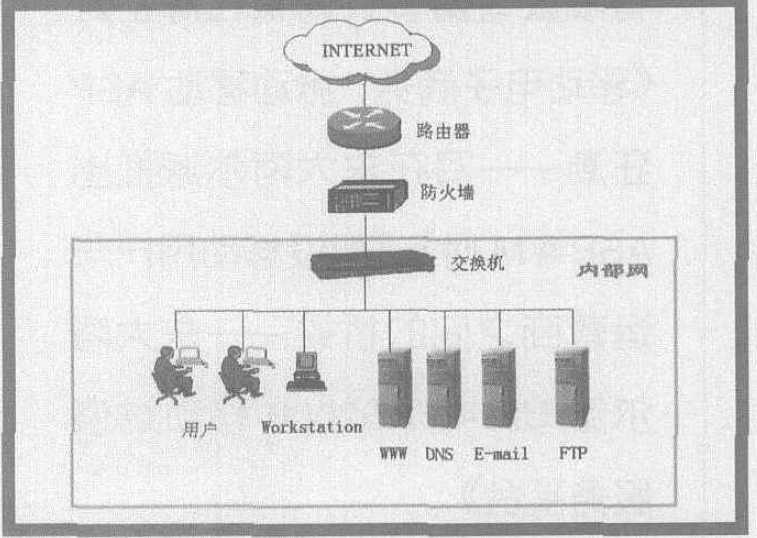 INTERNET
路由器
防火墙
交换机
内部网
用户
Workstation
WWW
DNS
E-mail
FTP